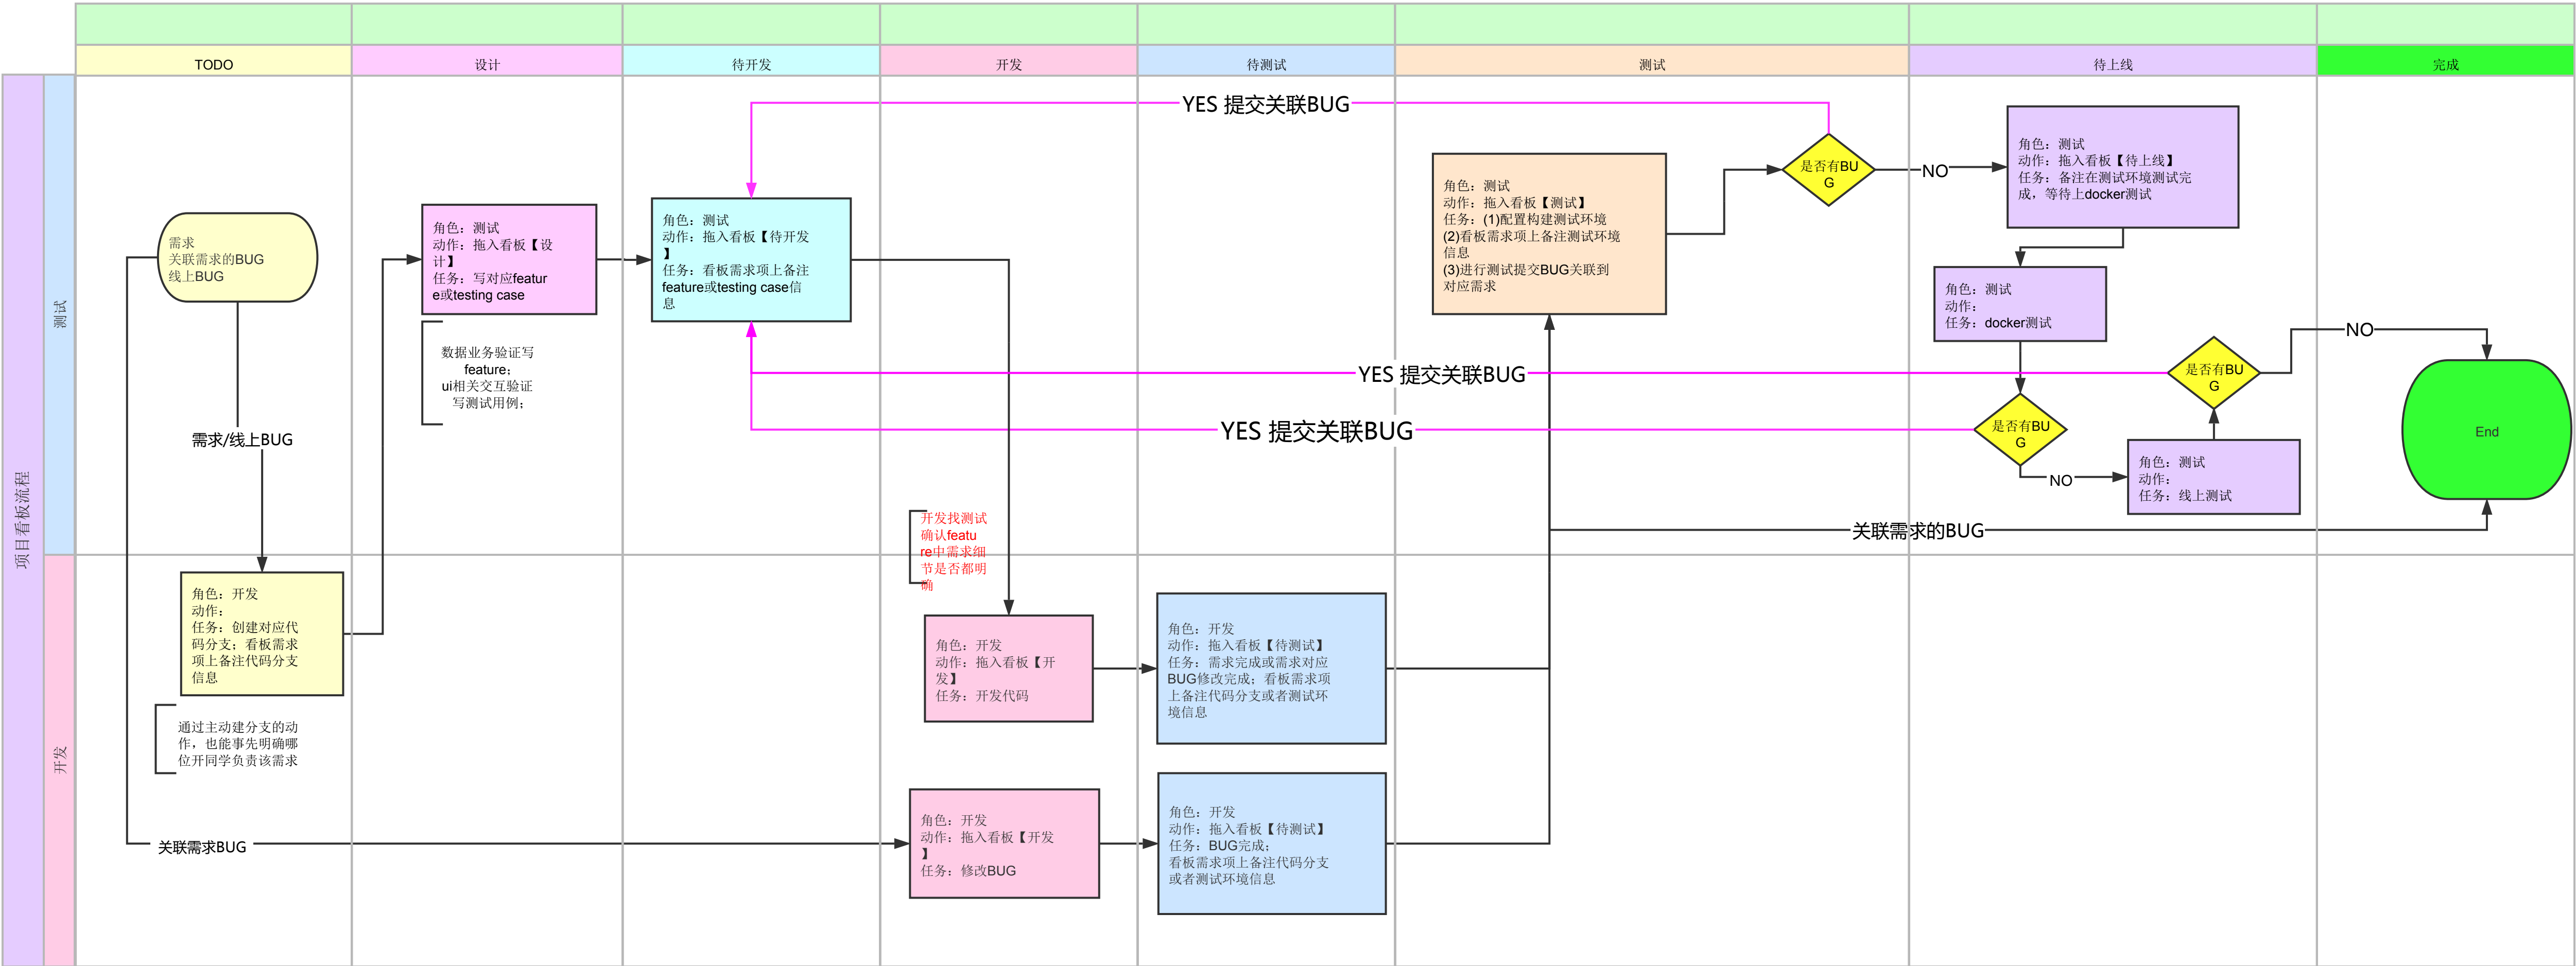 TODO
设计
待开发
开发
待测试
测试
待上线
完成
项目看板流程
测试
开发
需求
关联需求的BUG
线上BUG
需求/线上BUG
角色：开发
动作：
任务：创建对应代
码分支；看板需求
项上备注代码分支
信息
通过主动建分支的动
作，也能事先明确哪
位开同学负责该需求
关联需求BUG
角色：测试
动作：拖入看板【设
计】
任务：写对应featur
e或testing case
数据业务验证写
feature；
ui相关交互验证
写测试用例；
角色：测试
动作：拖入看板【待开发
】
任务：看板需求项上备注
feature或testing case信
息
开发找测试
确认featu
re中需求细
节是否都明
确
角色：开发
动作：拖入看板【开
发】
任务：开发代码
角色：开发
动作：拖入看板【开发
】
任务：修改BUG
角色：开发
动作：拖入看板【待测试】
任务：需求完成或需求对应
BUG修改完成；看板需求项
上备注代码分支或者测试环
境信息
角色：开发
动作：拖入看板【待测试】
任务：BUG完成；
看板需求项上备注代码分支
或者测试环境信息
YES 提交关联BUG
YES 提交关联BUG
YES 提交关联BUG
角色：测试
动作：拖入看板【测试】
任务：(1)配置构建测试环境
(2)看板需求项上备注测试环境
信息
(3)进行测试提交BUG关联到
对应需求
是否有BU
G
NO
角色：测试
动作：拖入看板【待上线】
任务：备注在测试环境测试完
成，等待上docker测试
角色：测试
动作：
任务：docker测试
是否有BU
G
NO
角色：测试
动作：
任务：线上测试
是否有BU
G
NO
关联需求的BUG
End